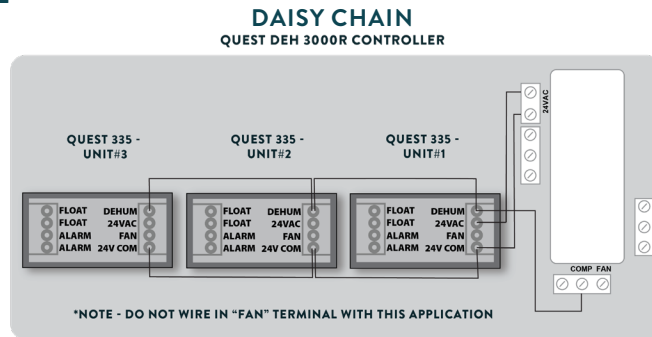 DAISY CHAIN
QUEST DEH 3000R CONTROLLER
24VAC
QUEST 335 -
UNIT#3
QUEST 335 -
UNIT#2
QUEST 335 -
UNIT#1
FLOAT DEHUM
FLOAT 24VAC
ALARM FAN
ALARM 24V COM
FLOAT DEHUM
FLOAT 24VAC
ALARM FAN
ALARM 24V COM
FLOAT DEHUM
FLOAT 24VAC
ALARM FAN
ALARM 24V COM
COMP FAN
*NOTE - DO NOT WIRE IN "FAN" TERMINAL WITH THIS APPLICATION